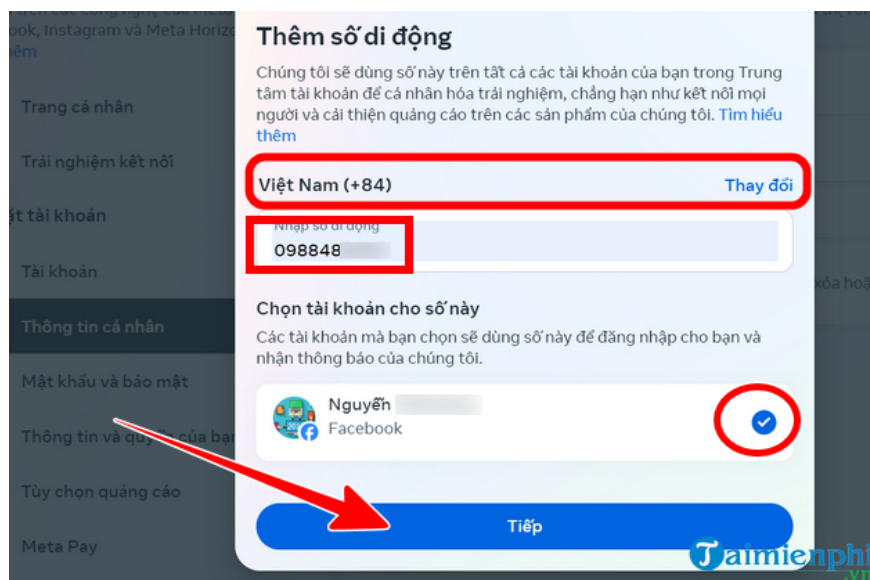 ook, Instagram và Meta Horizo
êm
Trang cá nhân
Trải nghiệm kết nối
ặt tài khoản
Tài khoản
Thông tin cá nhân
Mật khẩu và bảo mật
Thông tin và quyền của bạn
Tùy chọn quảng cáo
Meta Pay
Thêm số di động
Chúng tôi sẽ dùng số này trên tất cả các tài khoản của bạn trong Trung
tâm tài khoản để cá nhân hóa trải nghiệm, chẳng hạn như kết nối mọi
người và cải thiện quảng cáo trên các sản phẩm của chúng tôi. Tìm hiểu
thêm
Việt Nam (+84) Thay đổi
Nhập số di động
098848
Chọn tài khoản cho số này
Các tài khoản mà bạn chọn sẽ dùng số này để đăng nhập cho bạn và
nhận thông báo của chúng tôi.
Nguyễn
Facebook
Tiếp
xóa hoặ
Taimienphi
.vn